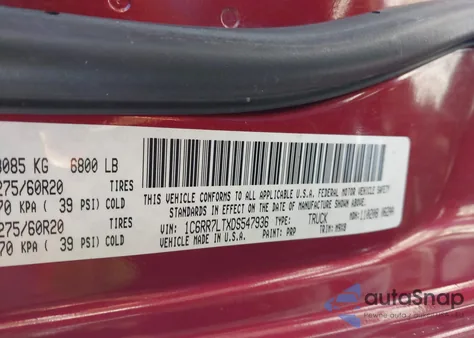 3085 KG 6800 LB
275/60R20 TIRES
70 KPA ( 39 PSI) COLD
275/60R20 TIRES
70 KPA ( 39 PSI) COLD
THIS VEHICLE CONFORMS TO ALL APPLICABLE U.S.A. FEDERAL MOTOR VEHICLE SAFETY
STANDARDS IN EFFECT ON THE DATE OF MANUFACTURE SHOWN ABOVE.
VIN: 1C6RR7LTXDS547936 TYPE: TRUCK
VEHICLE MADE IN U.S.A. PAINT: PRP TRIM:
autoSnap